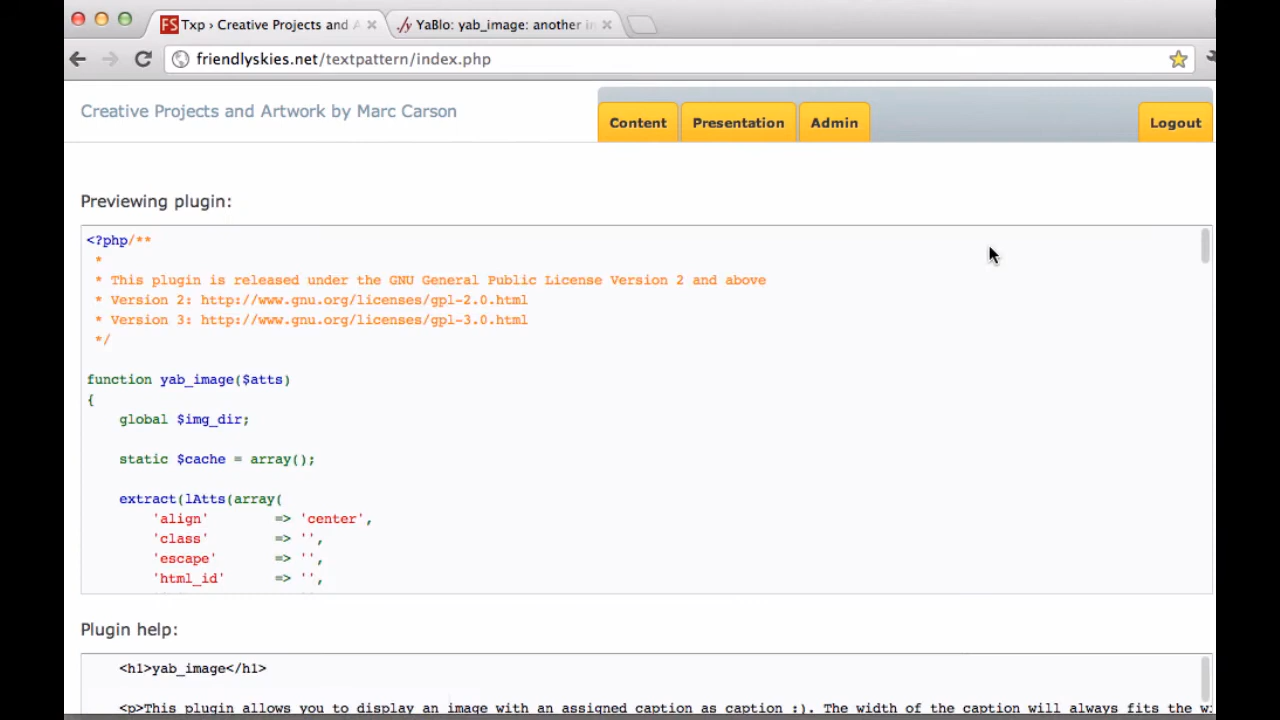 FS Txp › Creative Projects and
YaBlo: yab_image: another in
friendlyskies.net/textpattern/index.php
Creative Projects and Artwork by Marc Carson
Content Presentation Admin Logout
Previewing plugin:
<?php/**
*
* This plugin is released under the GNU General Public License Version 2 and above
* Version 2: http://www.gnu.org/licenses/gpl-2.0.html
* Version 3: http://www.gnu.org/licenses/gpl-3.0.html
*/
function yab_image($atts)
{
global $img_dir;
static $cache = array();
extract(lAtts(array(
'align' => 'center',
'class' => '',
'escape' => '',
'html_id' => '',
Plugin help:
<h1>yab_image</h1>
<p>This plugin allows you to display an image with an assigned caption as caption :). The width of the caption will always fits the